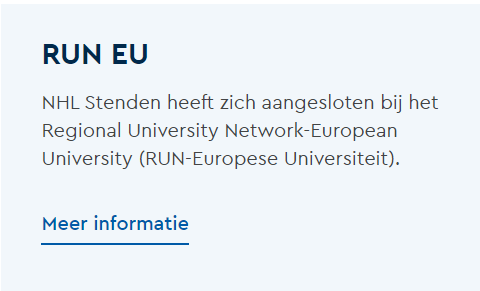 RUN EU
NHL Stenden heeft zich aangesloten bij het
Regional University Network-European
University (RUN-Europese Universiteit).
Meer informatie